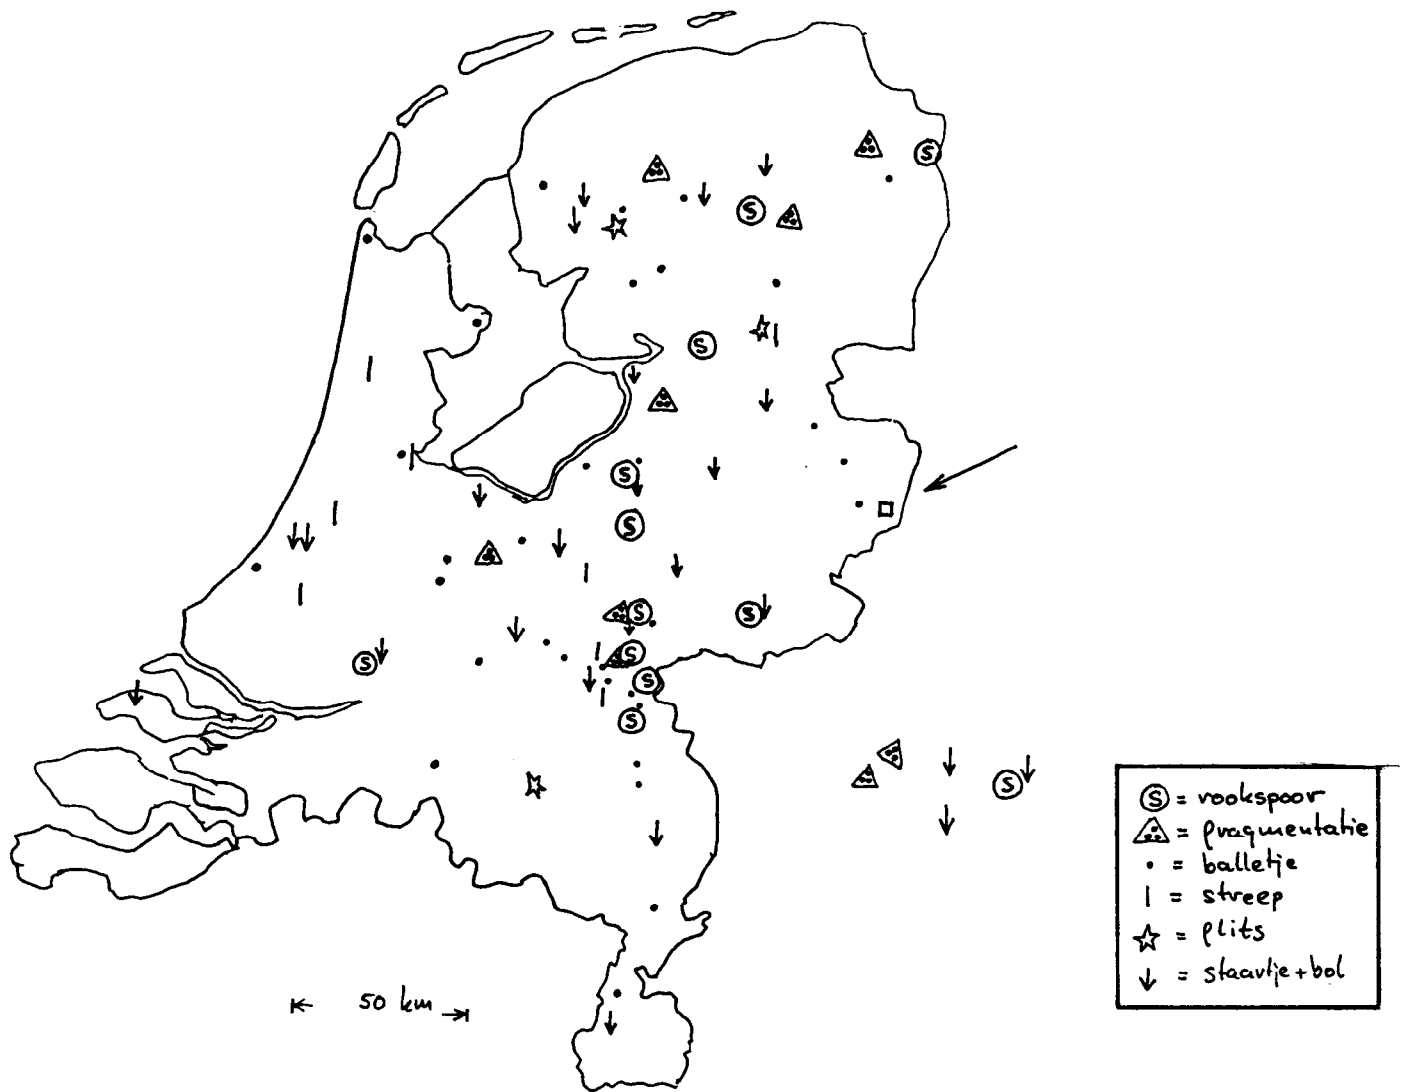 50 km
S = rookspoor
= fragmentatie
• = balletje
| = streep
☆ = flits
↓ = staartje + bol